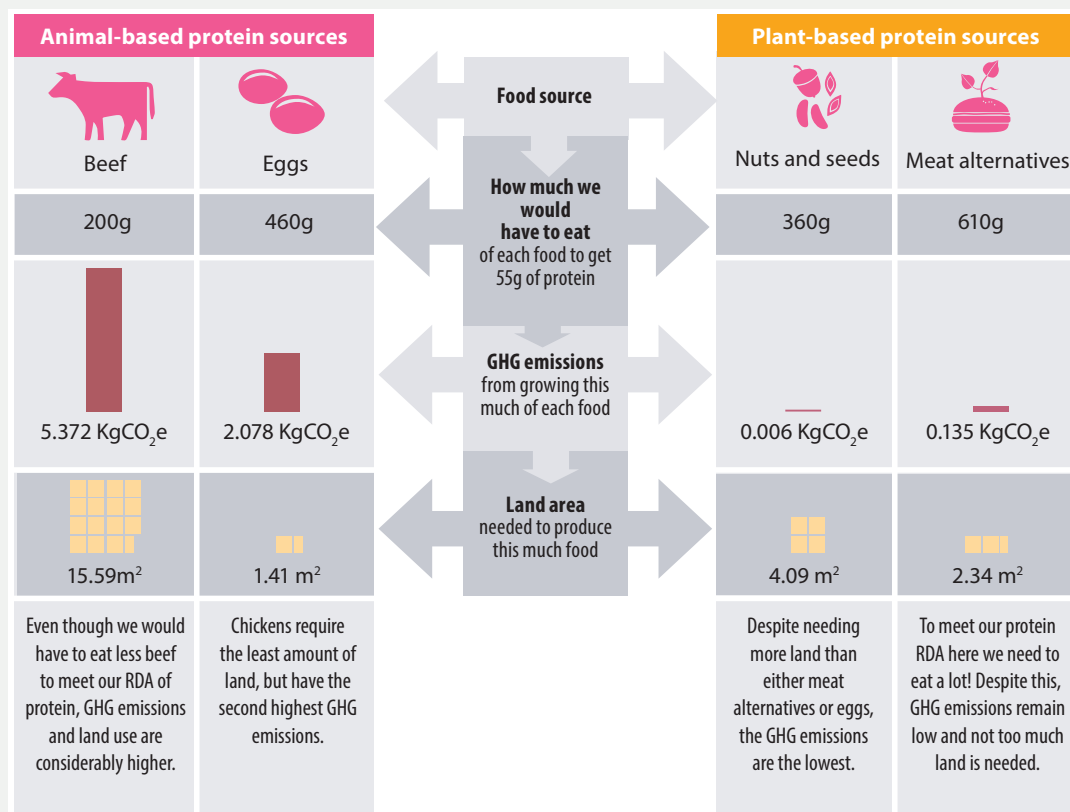 Animal-based protein sources
Plant-based protein sources
Food source
Beef
Eggs
Nuts and seeds
Meat alternatives
How much we
would
have to eat
of each food to get
55g of protein
200g
460g
360g
610g
GHG emissions
from growing this
much of each food
5.372 KgCO₂e
2.078 KgCO₂e
0.006 KgCO₂e
0.135 KgCO₂e
Land area
needed to produce
this much food
15.59m²
1.41 m²
4.09 m²
2.34 m²
Even though we would
have to eat less beef
to meet our RDA of
protein, GHG emissions
and land use are
considerably higher.
Chickens require
the least amount of
land, but have the
second highest GHG
emissions.
Despite needing
more land than
either meat
alternatives or eggs,
the GHG emissions
are the lowest.
To meet our protein
RDA here we need to
eat a lot! Despite this,
GHG emissions remain
low and not too much
land is needed.